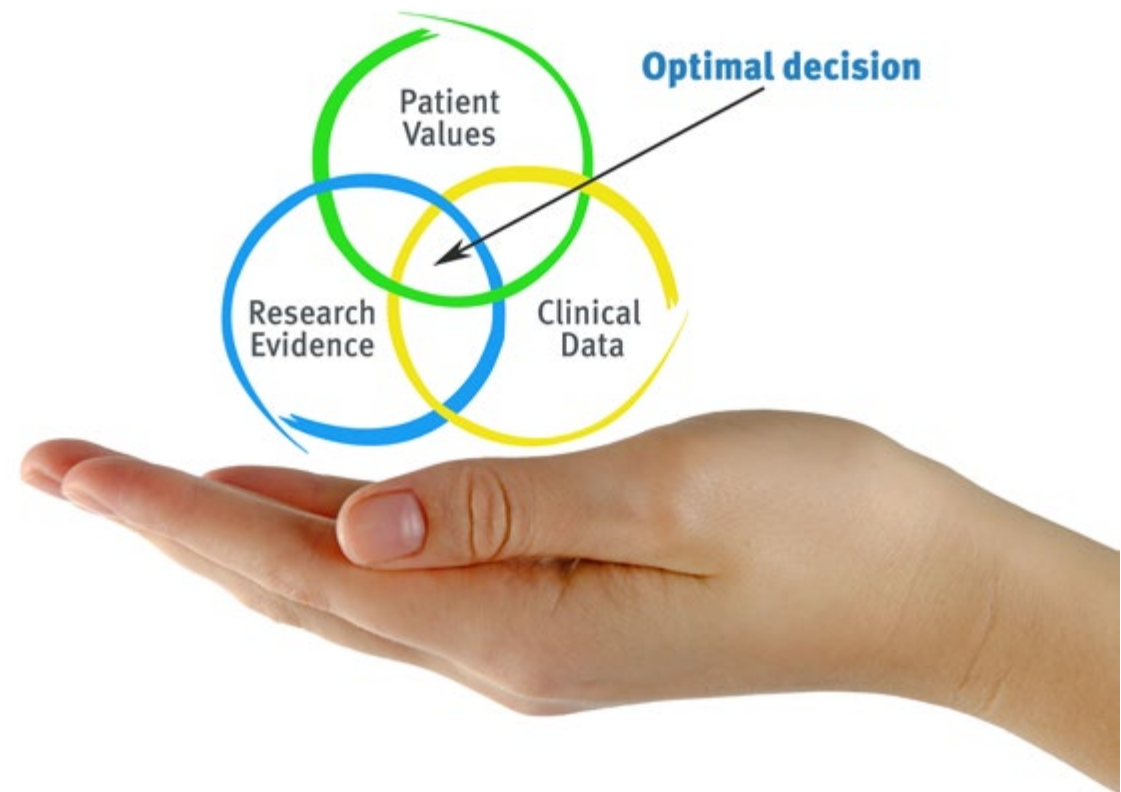 Optimal decision
Patient
Values
Research
Evidence
Clinical
Data